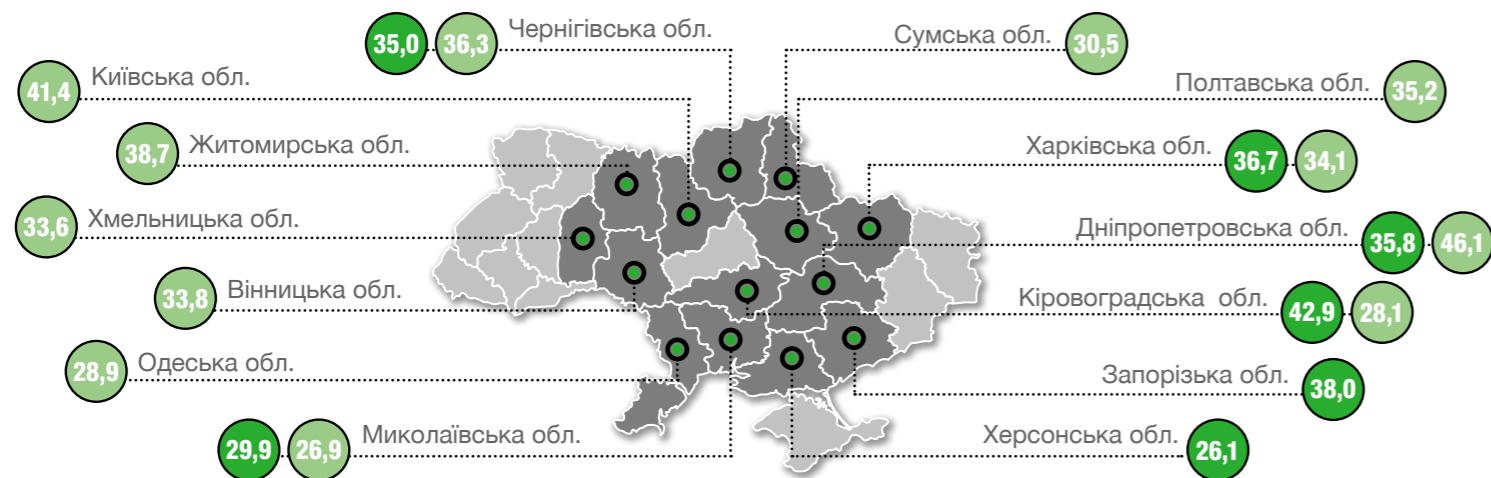 35,0 36,3 Чернігівська обл.
Сумська обл. 30,5
41,4 Київська обл.
Полтавська обл. 35,2
38,7 Житомирська обл.
Харківська обл. 36,7 34,1
33,6 Хмельницька обл.
Дніпропетровська обл. 35,8 46,1
33,8 Вінницька обл.
Кіровоградська обл. 42,9 28,1
28,9 Одеська обл.
Запорізька обл. 38,0
29,9 26,9 Миколаївська обл.
Херсонська обл. 26,1